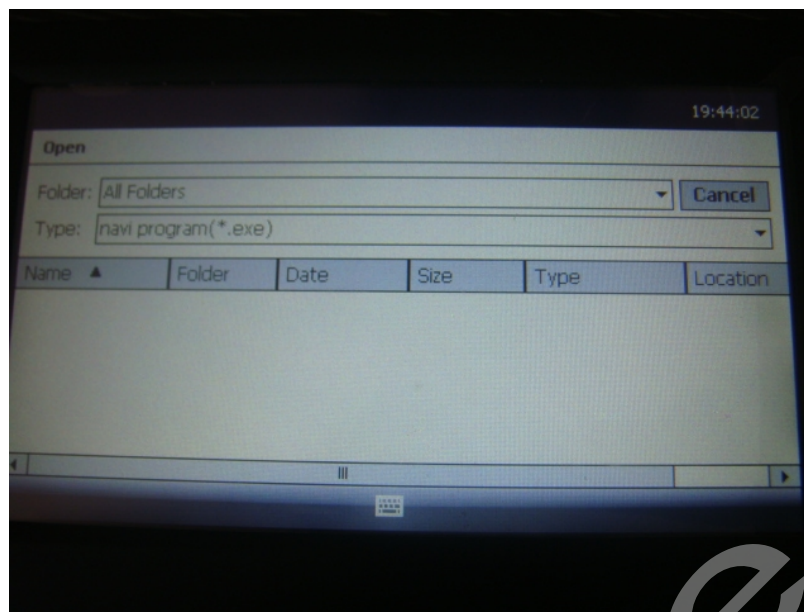 19:44:02
Open
Folder: All Folders Cancel
Type: navi program(*.exe)
Name Folder Date Size Type Location